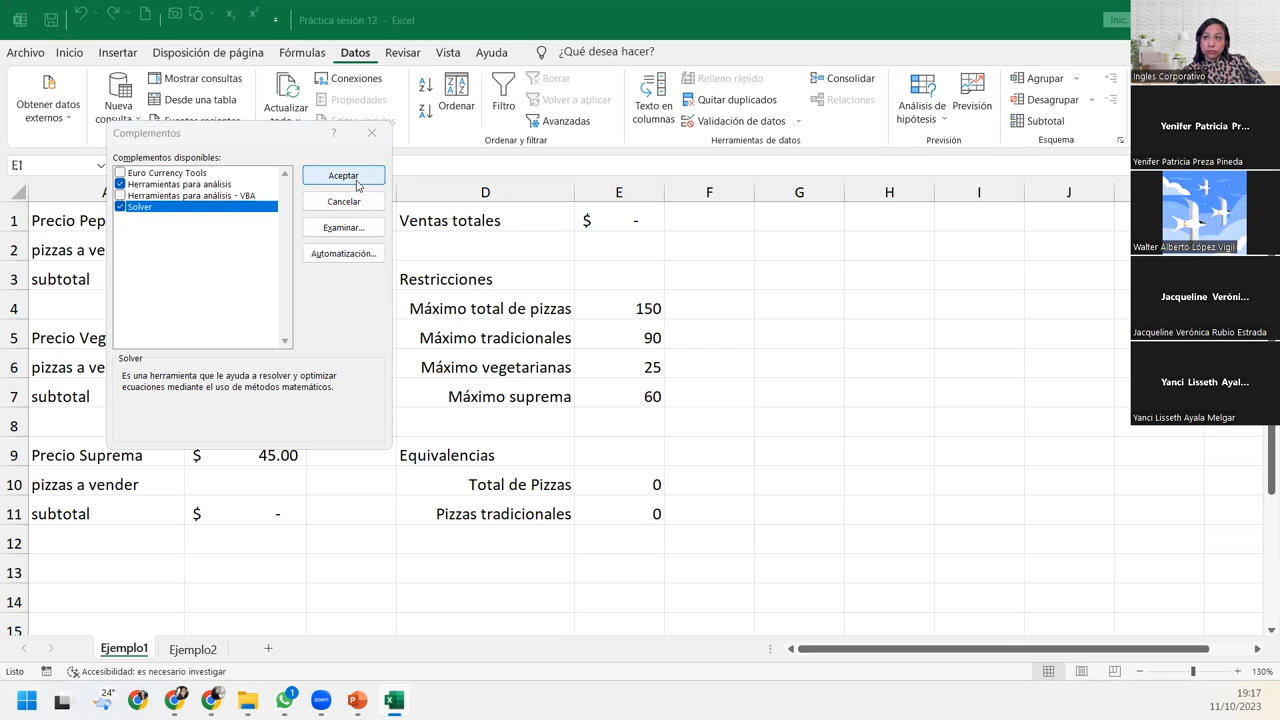 Práctica sesión 12 - Excel
Inic.
Archivo Inicio Insertar Disposición de página Fórmulas Datos Revisar Vista Ayuda ¿Qué desea hacer?
Obtener datos
externos
Nueva
consulta
Mostrar consultas
Desde una tabla
Fuentes recientes
Actualizar
todo
Conexiones
Propiedades
Ordenar
Filtro
Borrar
Volver a aplicar
Avanzadas
Ordenar y filtrar
Texto en
columnas
Relleno rápido
Quitar duplicados
Validación de datos
Consolidar
Relaciones
Herramientas de datos
Análisis de
hipótesis
Previsión
Previsión
Agrupar
Desagrupar
Subtotal
Esquema
E1
Complementos ?
Complementos disponibles:
Euro Currency Tools
Herramientas para análisis
Herramientas para análisis - VBA
Solver
Aceptar
Cancelar
Examinar...
Automatización...
Solver
Es una herramienta que le ayuda a resolver y optimizar
ecuaciones mediante el uso de métodos matemáticos.
D E F G H I J
1 Precio Pep Ventas totales $ -
2 pizzas a ve
subtotal Restricciones
4 Máximo total de pizzas 150
Precio Veg Máximo tradicionales 90
6 pizzas a ve Máximo vegetarianas 25
7 subtotal Máximo suprema 60
8
9 Precio Suprema $ 45.00 Equivalencias
10 pizzas a vender Total de Pizzas 0
11 subtotal $ - Pizzas tradicionales 0
12
13
14
15
Ejemplo1 Ejemplo2
Listo Accesibilidad: es necesario investigar 130%
24°
1
zoom
19:17
11/10/2023
Ingles Corporativo
Yenifer Patricia Pr...
Yenifer Patricia Preza Pineda
Walter Alberto López Vigil
Jacqueline Veróni...
Jacqueline Verónica Rubio Estrada
Yanci Lisseth Ayal...
Yanci Lisseth Ayala Melgar